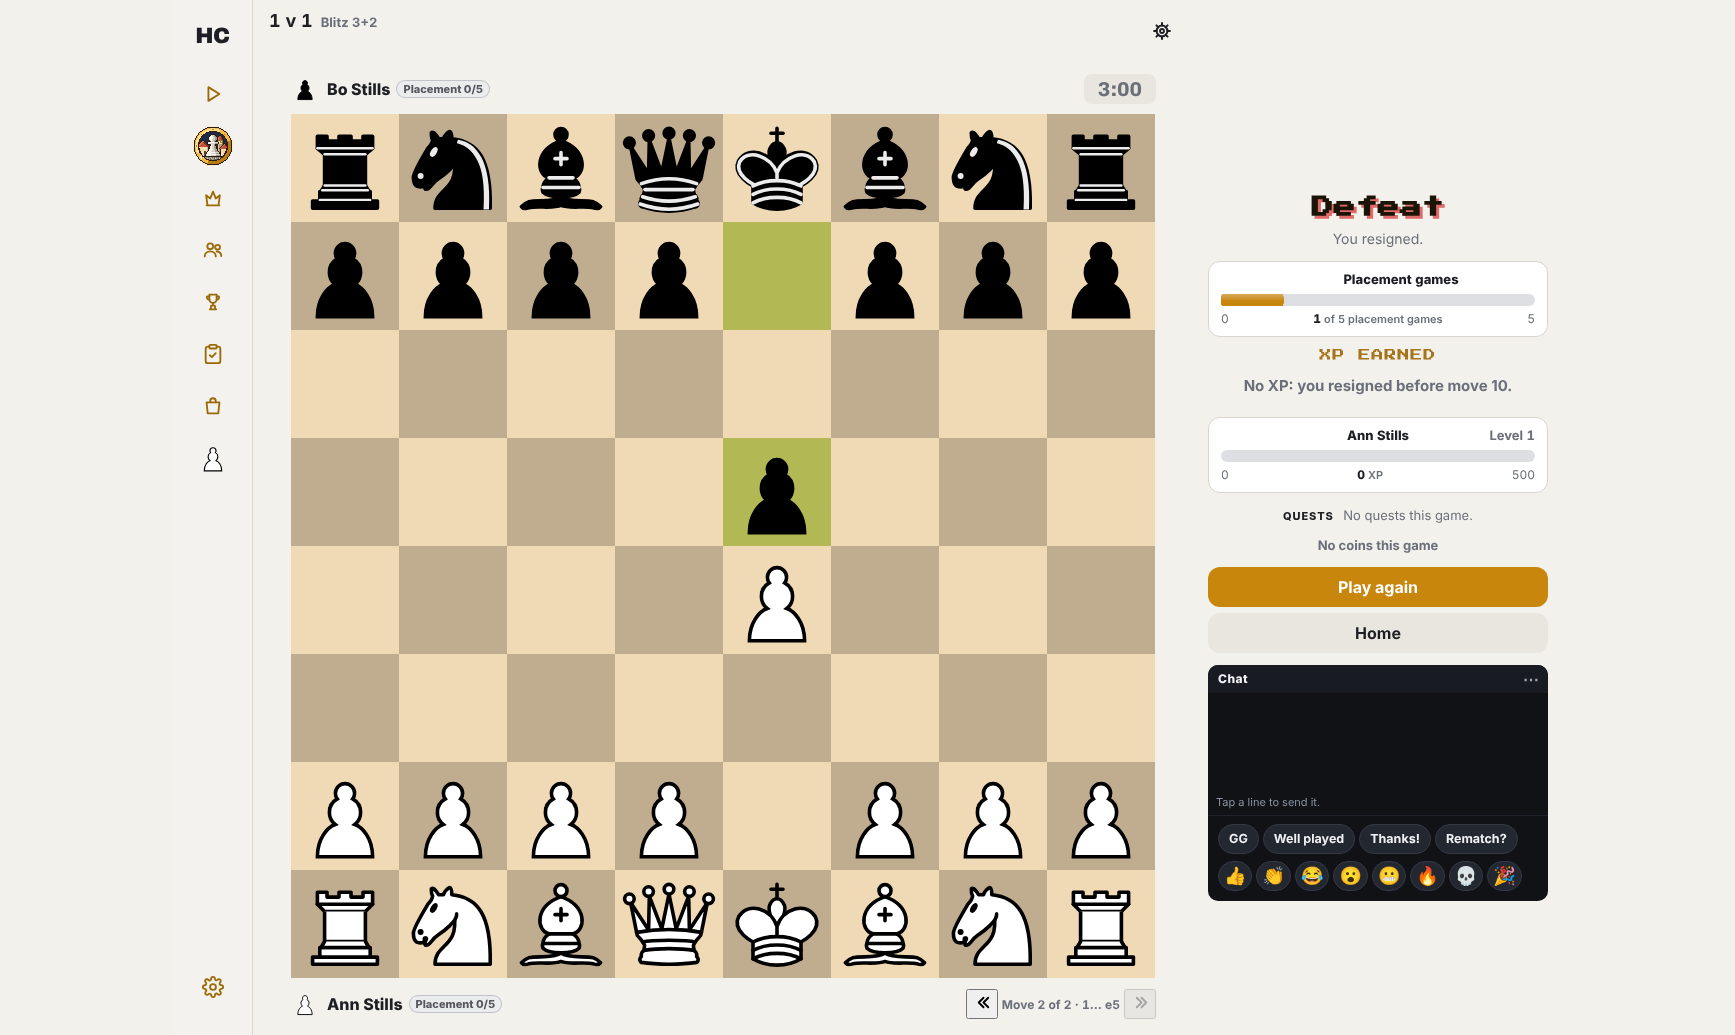 HC
1 v 1 Blitz 3+2
Bo Stills Placement 0/5
3:00
Ann Stills Placement 0/5
Move 2 of 2 · 1... e5
Defeat
You resigned.
Placement games
0 1 of 5 placement games 5
XP EARNED
No XP: you resigned before move 10.
Ann Stills Level 1
0 0 XP 500
QUESTS No quests this game.
No coins this game
Play again
Home
Chat
Tap a line to send it.
GG Well played Thanks! Rematch?